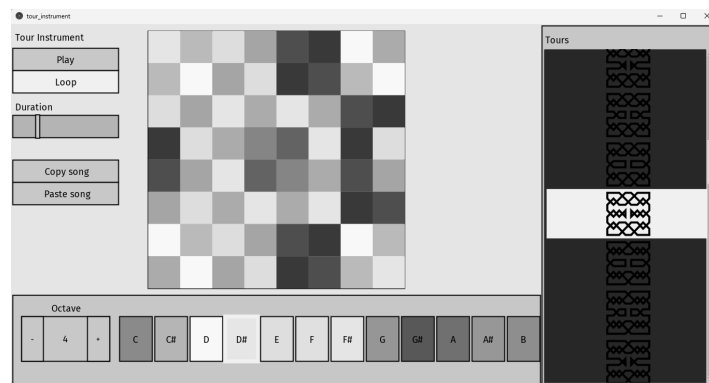 tour_instrument
Tour Instrument
Play
Loop
Duration
Copy song
Paste song
Tours
Octave
- 4 + C C# D D# E F F# G G# A A# B